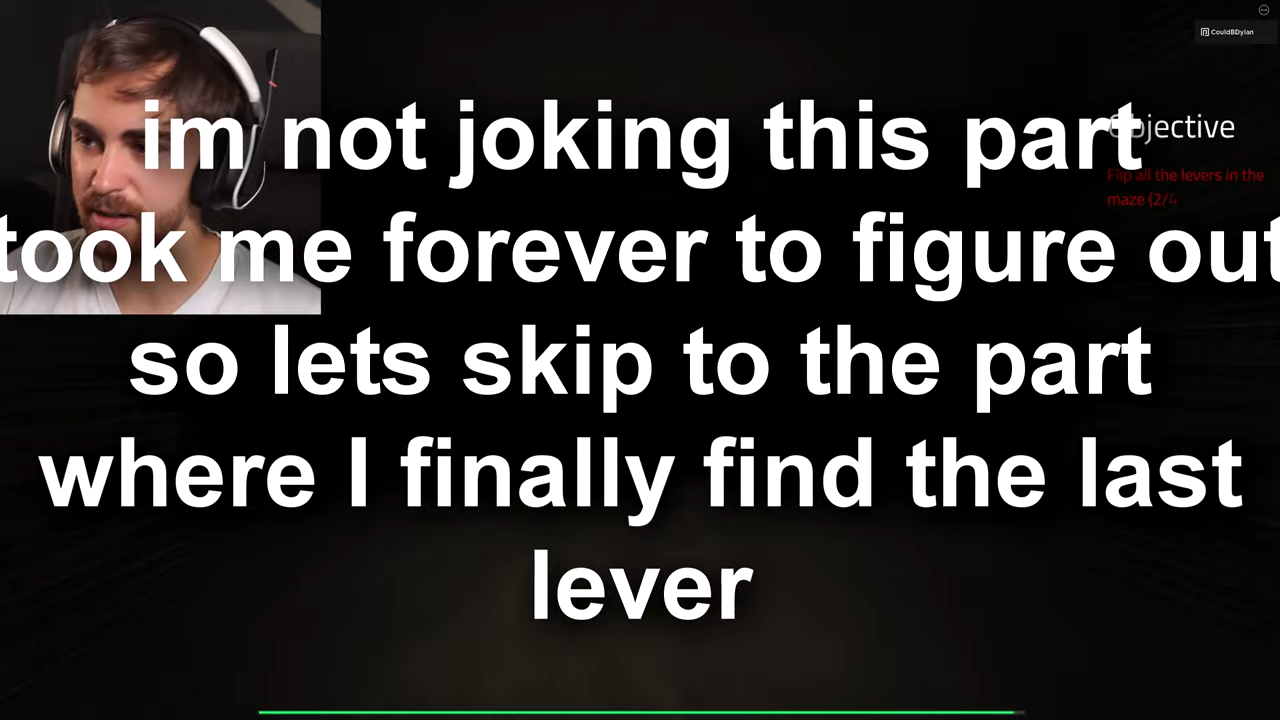 CouldBDylan
im not joking this part
Objective
Flip all the levers in the
maze (2/4
took me forever to figure out
so lets skip to the part
where I finally find the last
lever